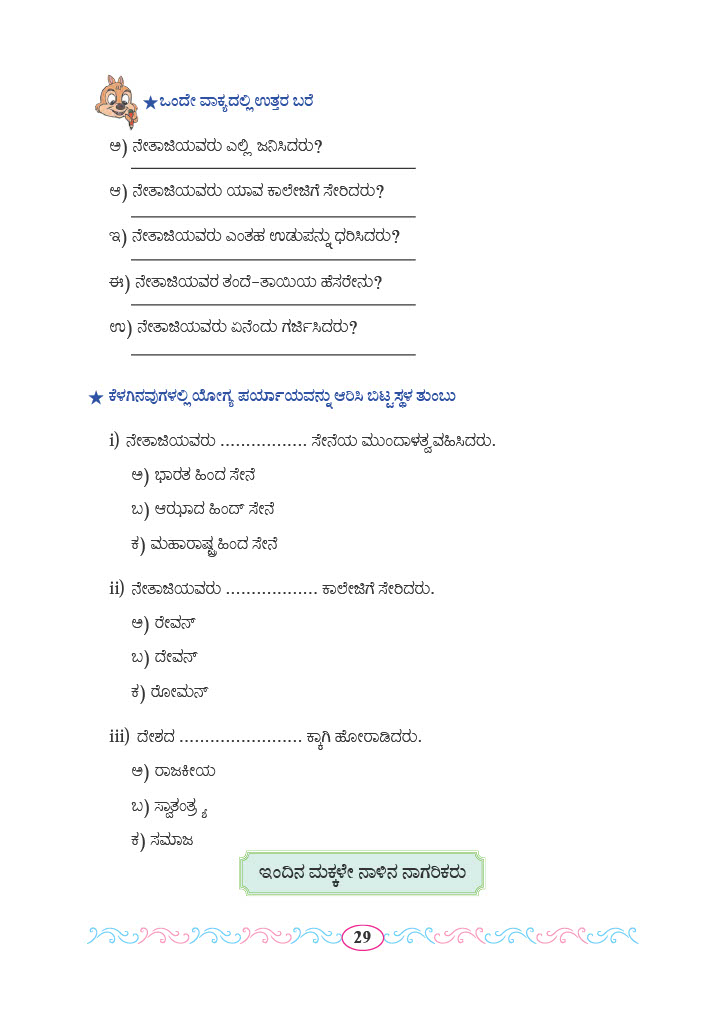 ★ಒಂದೇ ವಾಕ್ಯದಲ್ಲಿ ಉತ್ತರ ಬರೆ
ಅ) ನೇತಾಜಿಯವರು ಎಲ್ಲಿ ಜನಿಸಿದರು?
ಆ) ನೇತಾಜಿಯವರು ಯಾವ ಕಾಲೇಜಿಗೆ ಸೇರಿದರು?
ಇ) ನೇತಾಜಿಯವರು ಎಂತಹ ಉಡುಪನ್ನು ಧರಿಸಿದರು?
ಈ) ನೇತಾಜಿಯವರ ತಂದೆ-ತಾಯಿಯ ಹೆಸರೇನು?
ಉ) ನೇತಾಜಿಯವರು ಏನೆಂದು ಗರ್ಜಿಸಿದರು?
★ ಕೆಳಗಿನವುಗಳಲ್ಲಿ ಯೋಗ್ಯ ಪರ್ಯಾಯವನ್ನು ಆರಿಸಿ ಬಿಟ್ಟ ಸ್ಥಳ ತುಂಬು
i) ನೇತಾಜಿಯವರು ................. ಸೇನೆಯ ಮುಂದಾಳತ್ವ ವಹಿಸಿದರು.
ಅ) ಭಾರತ ಹಿಂದ ಸೇನೆ
ಬ) ಆಝಾದ ಹಿಂದ್ ಸೇನೆ
ಕ) ಮಹಾರಾಷ್ಟ್ರ ಹಿಂದ ಸೇನೆ
ii) ನೇತಾಜಿಯವರು .................. ಕಾಲೇಜಿಗೆ ಸೇರಿದರು.
ಅ) ರೇವನ್
ಬ) ದೇವನ್
ಕ) ರೋಮನ್
iii) ದೇಶದ ........................ ಕ್ಕಾಗಿ ಹೋರಾಡಿದರು.
ಅ) ರಾಜಕೀಯ
ಬ) ಸ್ವಾತಂತ್ರ್ಯ
ಕ) ಸಮಾಜ
ಇಂದಿನ ಮಕ್ಕಳೇ ನಾಳಿನ ನಾಗರಿಕರು
29